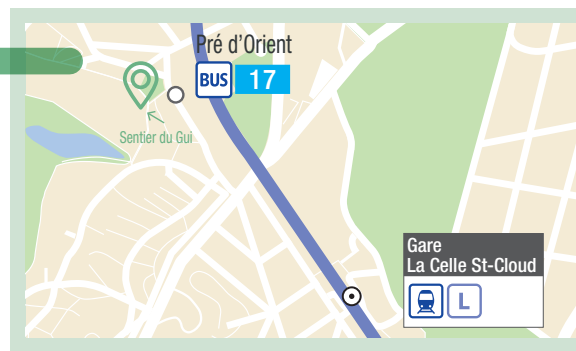 Pré d'Orient
BUS 17
Sentier du Gui
Gare
La Celle St-Cloud
L